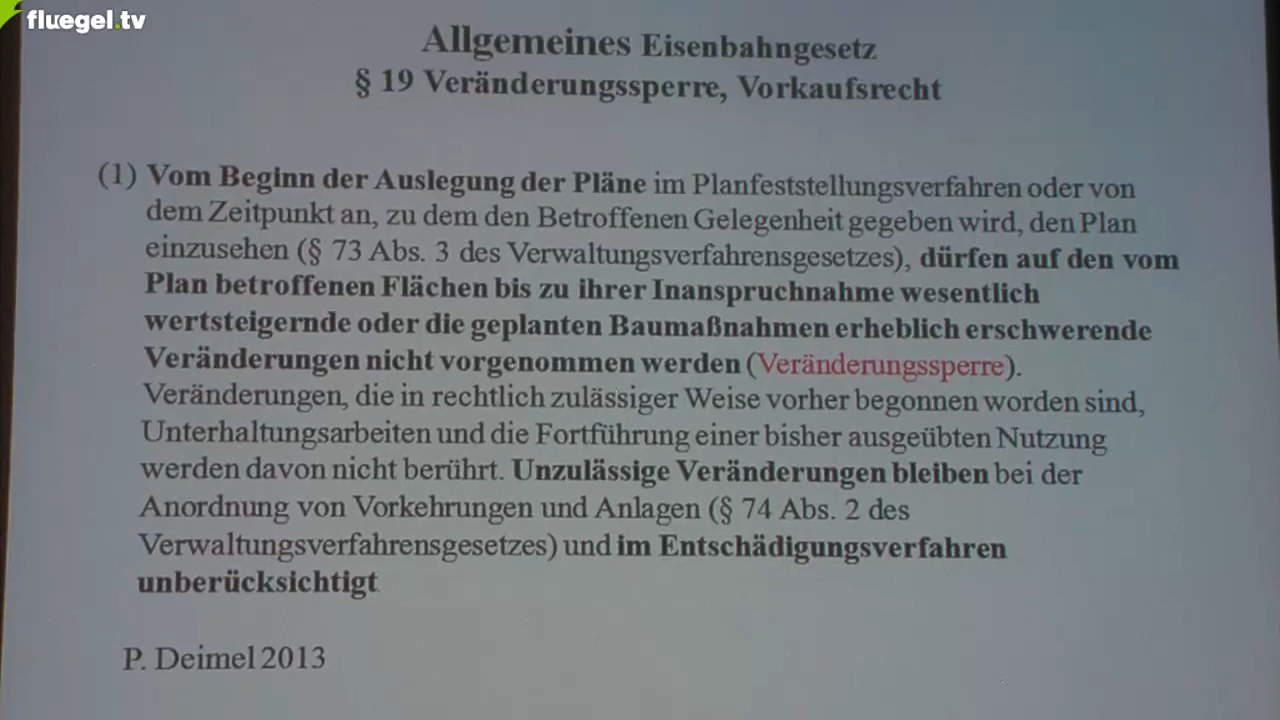 fluegel.tv
Allgemeines Eisenbahngesetz
§ 19 Veränderungssperre, Vorkaufsrecht
(1) Vom Beginn der Auslegung der Pläne im Planfeststellungsverfahren oder von
dem Zeitpunkt an, zu dem den Betroffenen Gelegenheit gegeben wird, den Plan
einzusehen (§ 73 Abs. 3 des Verwaltungsverfahrensgesetzes), dürfen auf den vom
Plan betroffenen Flächen bis zu ihrer Inanspruchnahme wesentlich
wertsteigernde oder die geplanten Baumaßnahmen erheblich erschwerende
Veränderungen nicht vorgenommen werden (Veränderungssperre).
Veränderungen, die in rechtlich zulässiger Weise vorher begonnen worden sind,
Unterhaltungsarbeiten und die Fortführung einer bisher ausgeübten Nutzung
werden davon nicht berührt. Unzulässige Veränderungen bleiben bei der
Anordnung von Vorkehrungen und Anlagen (§ 74 Abs. 2 des
Verwaltungsverfahrensgesetzes) und im Entschädigungsverfahren
unberücksichtigt.
P. Deimel 2013